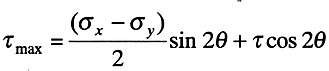 τ_max = (σ_x − σ_y)/2 sin 2θ + τ cos 2θ